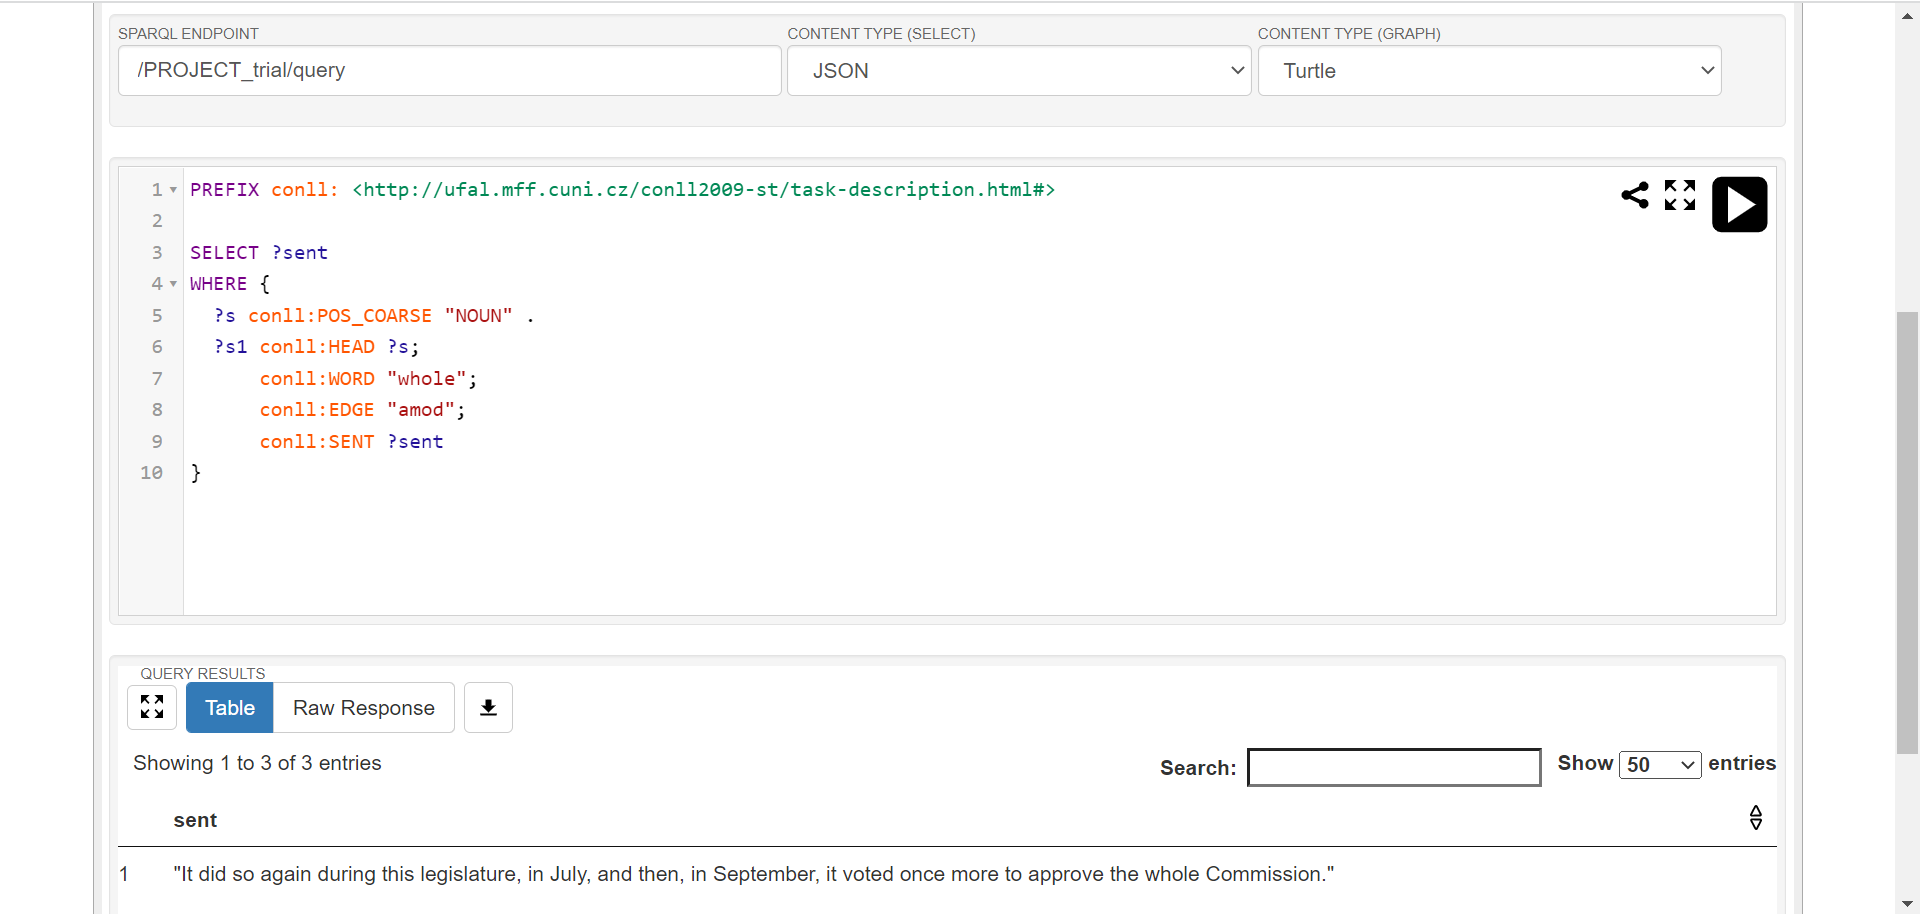 SPARQL ENDPOINT CONTENT TYPE (SELECT) CONTENT TYPE (GRAPH)
/PROJECT_trial/query JSON Turtle
1 PREFIX conll: <http://ufal.mff.cuni.cz/conll2009-st/task-description.html#>
2
3 SELECT ?sent
4 WHERE {
5 ?s conll:POS_COARSE "NOUN" .
6 ?s1 conll:HEAD ?s;
7 conll:WORD "whole";
8 conll:EDGE "amod";
9 conll:SENT ?sent
10 }
QUERY RESULTS
Table Raw Response
Showing 1 to 3 of 3 entries Search: Show 50 entries
sent
1 "It did so again during this legislature, in July, and then, in September, it voted once more to approve the whole Commission."